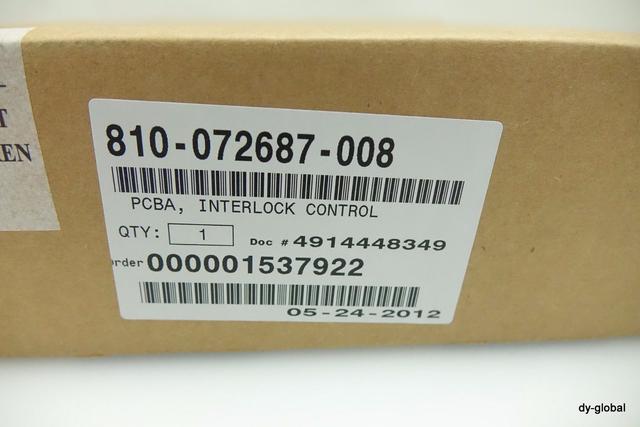 T
EN
810-072687-008
PCBA, INTERLOCK CONTROL
QTY: 1 Doc # 4914448349
rder 000001537922
05-24-2012
dy-global